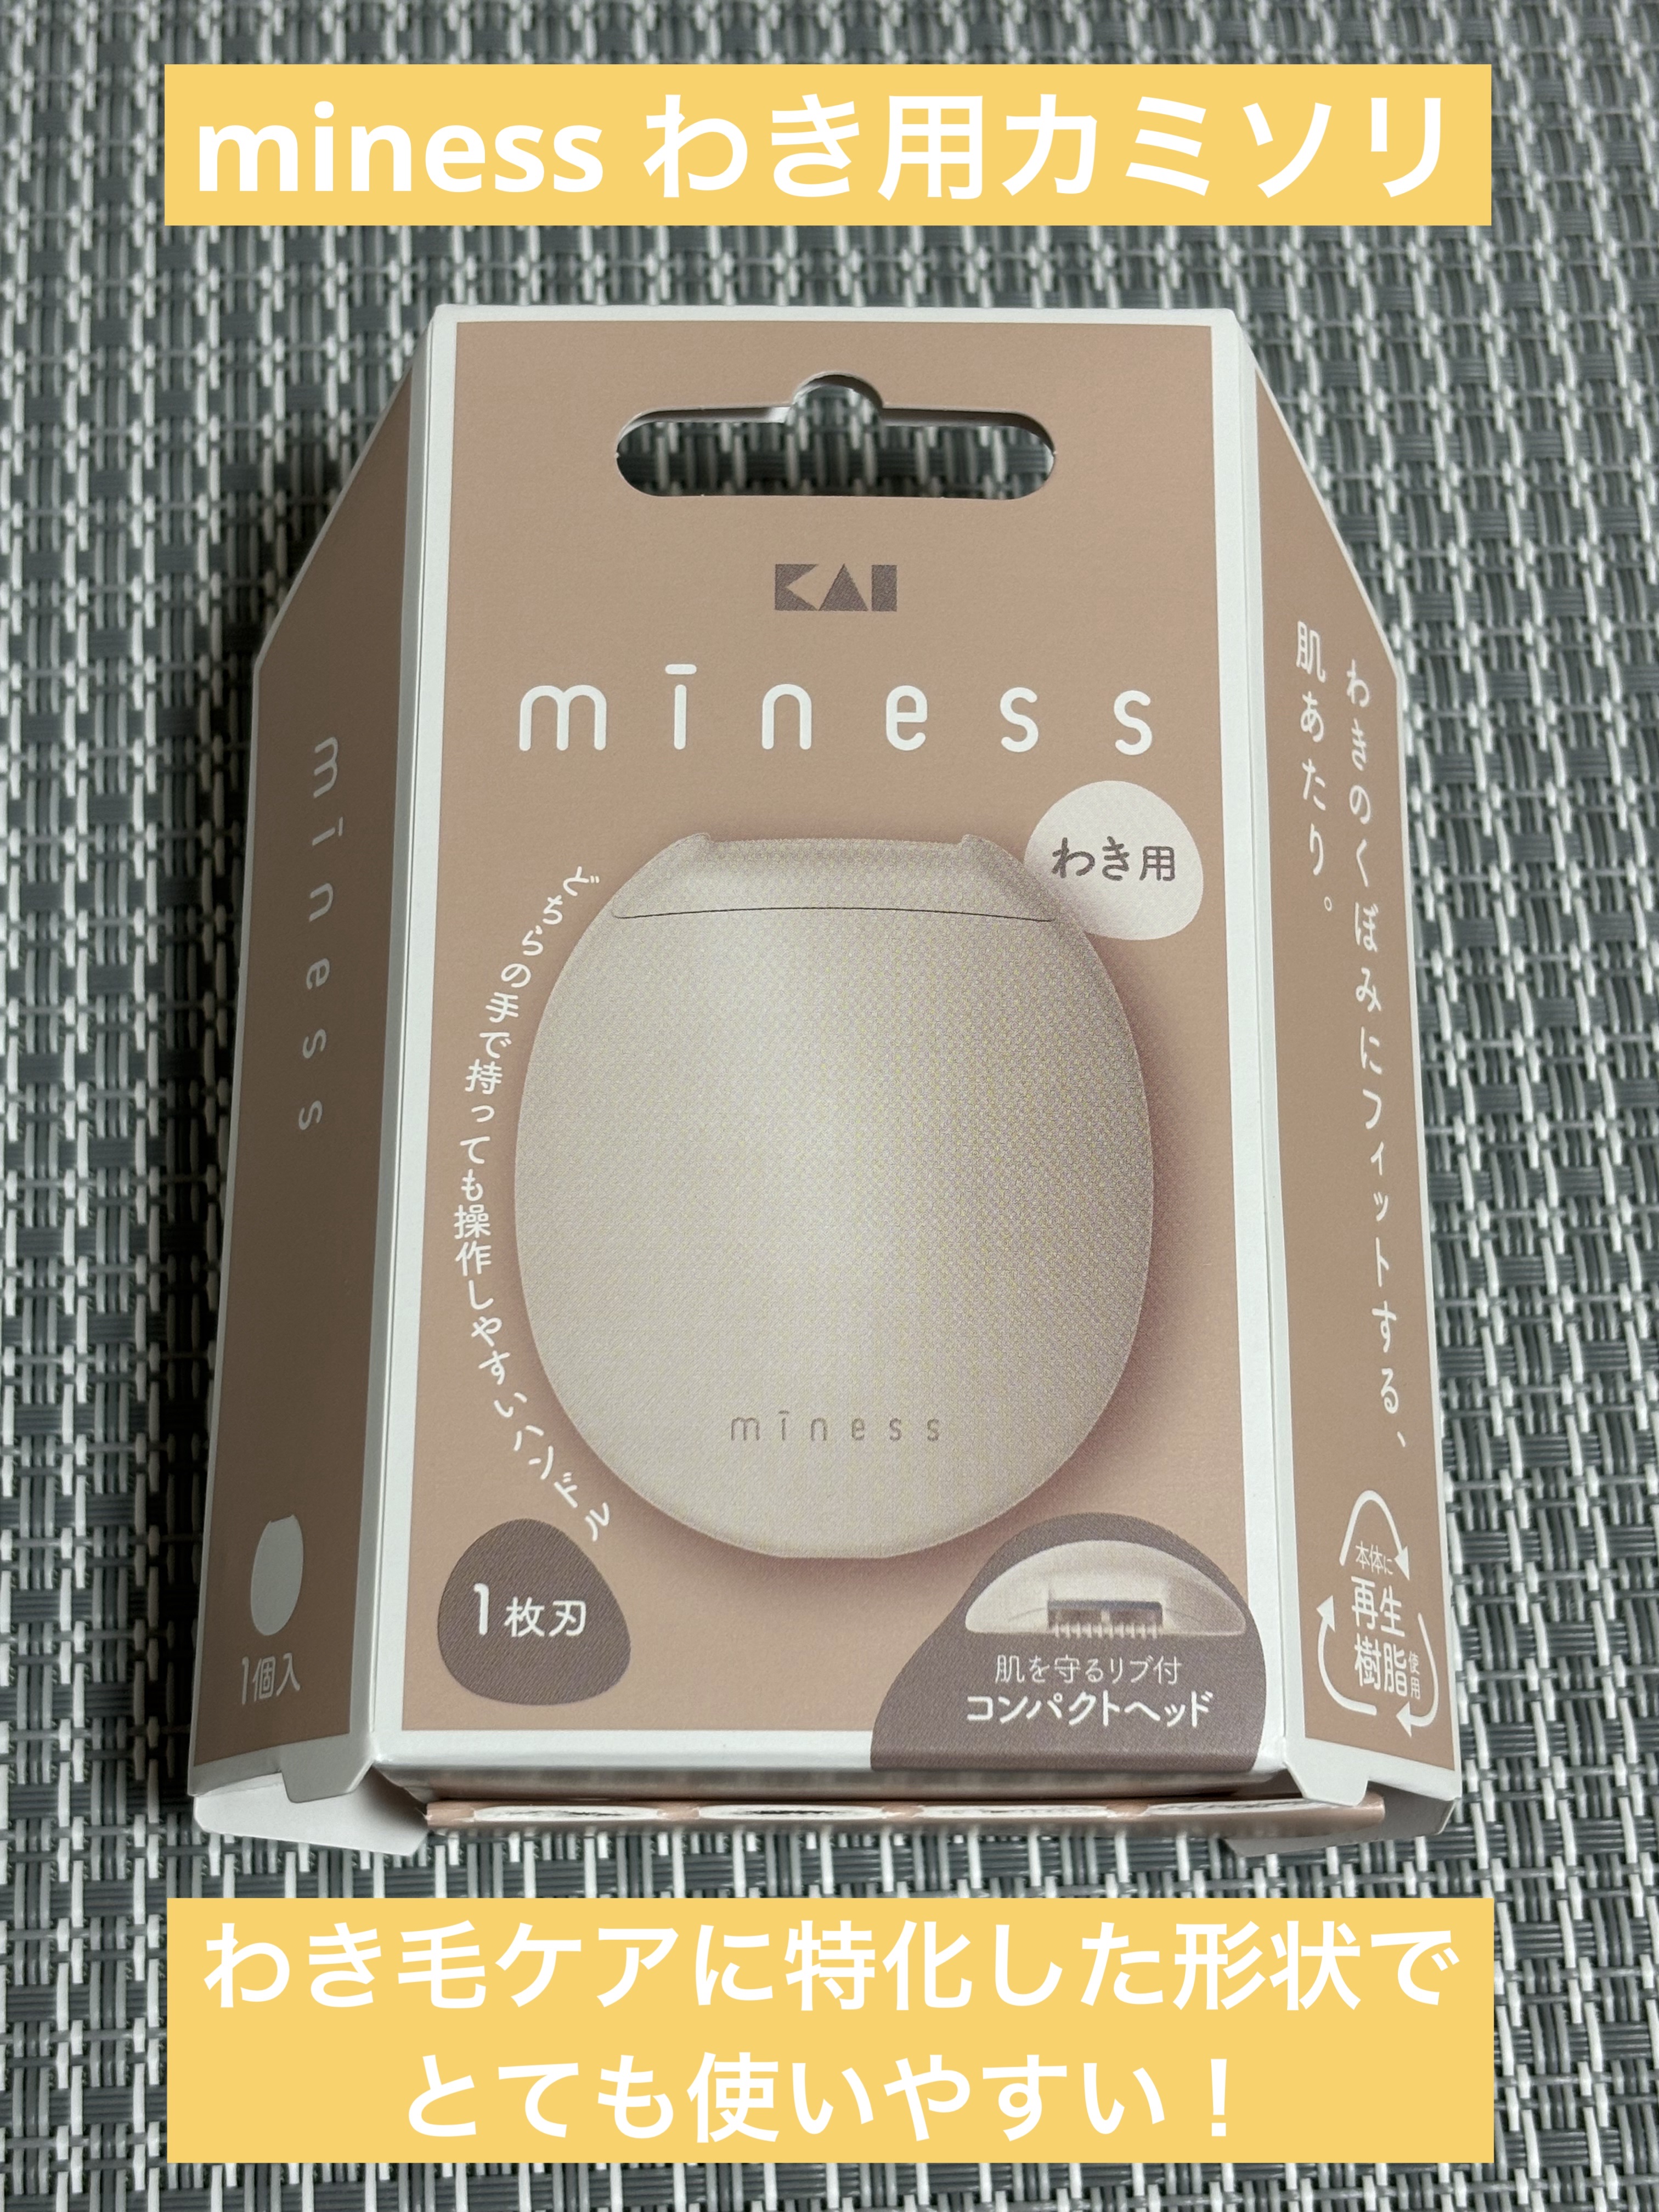 miness わき用カミソリ
KAI
mīness
わき用
どちらの手で持っても操作しやすいハンドル
mīness
1枚刃
肌を守るリブ付
コンパクトヘッド
mīness
1個入
わきのくぼみにフィットする、
肌あたり。
本体に
再生
樹脂使用
わき毛ケアに特化した形状で
とても使いやすい！